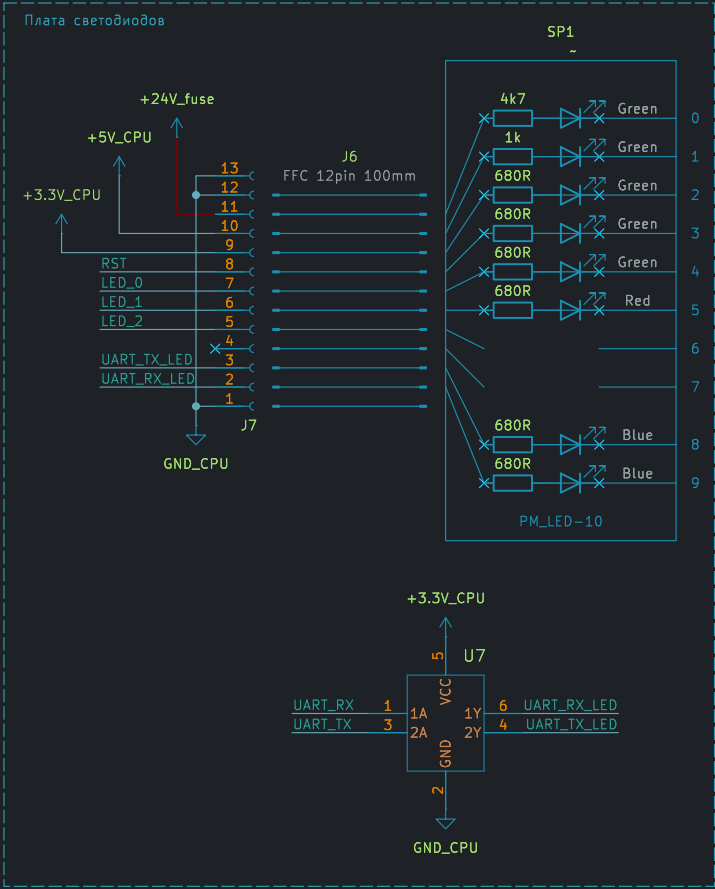 Плата светодиодов
SP1
~
+24V_fuse
4k7
Green
0
+5V_CPU
1k
Green
1
J6
13
FFC 12pin 100mm
680R
Green
2
+3.3V_CPU
12
11
680R
Green
3
10
9
680R
Green
4
RST
8
LED_0
7
680R
Red
5
LED_1
6
LED_2
5
4
6
UART_TX_LED
3
UART_RX_LED
2
7
1
J7
GND_CPU
680R
Blue
8
680R
Blue
9
PM_LED-10
+3.3V_CPU
5
U7
VCC
UART_RX
1
1A
1Y
6
UART_RX_LED
UART_TX
3
2A
2Y
4
UART_TX_LED
GND
2
GND_CPU